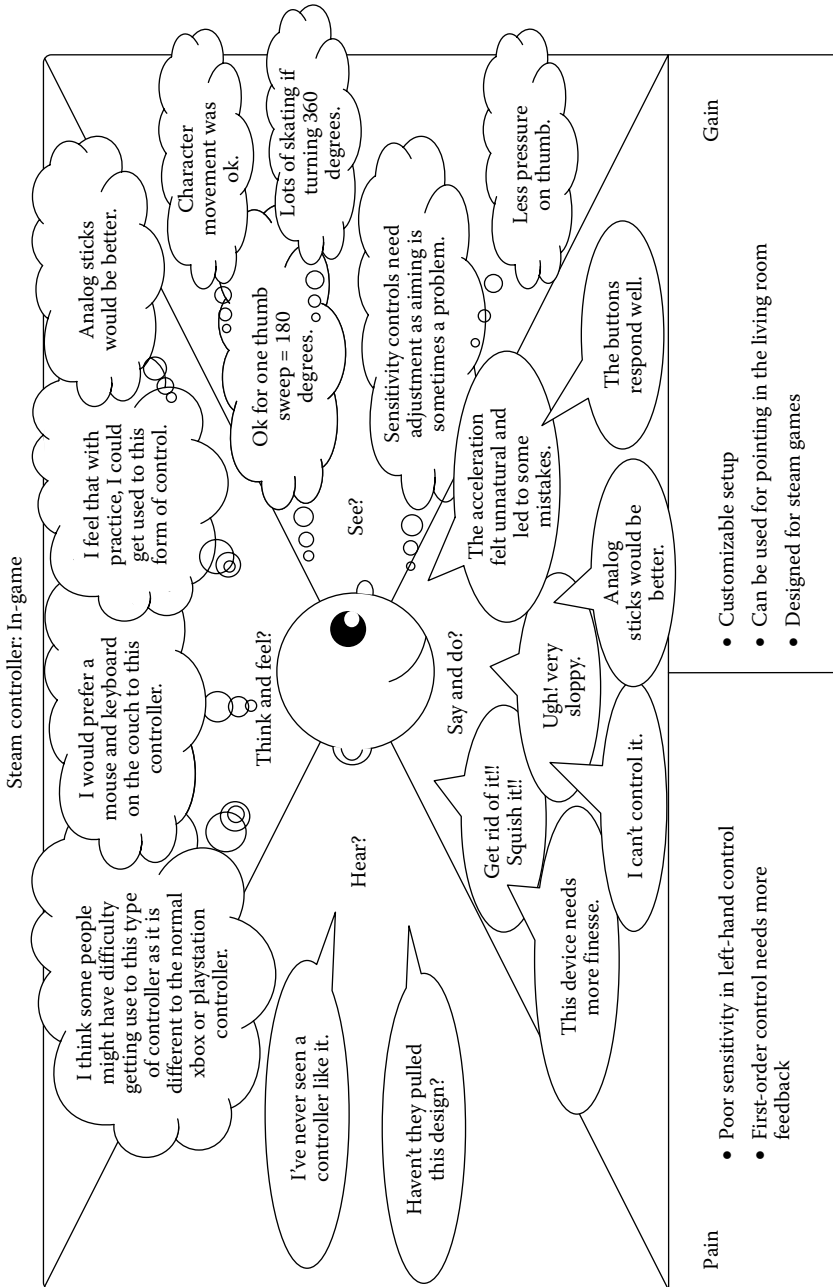 Steam controller: In-game
I think some people
might have difficulty
getting use to this type
of controller as it is
different to the normal
xbox or playstation
controller.
I would prefer a
mouse and keyboard
on the couch to this
controller.
I feel that with
practice, I could
get used to this
form of control.
Analog sticks
would be better.
Think and feel?
Character
movement was
ok.
Ok for one thumb
sweep = 180
degrees.
Lots of skating if
turning 360
degrees.
See?
Sensitivity controls need
adjustment as aiming is
sometimes a problem.
Less pressure
on thumb.
Hear?
I've never seen a
controller like it.
Haven't they pulled
this design?
Say and do?
Get rid of it!!
Squish it!!
Ugh! very
sloppy.
The acceleration
felt unnatural and
led to some
mistakes.
This device needs
more finesse.
I can't control it.
Analog
sticks would be
better.
The buttons
respond well.
Pain
• Poor sensitivity in left-hand control
• First-order control needs more
feedback
Gain
• Customizable setup
• Can be used for pointing in the living room
• Designed for steam games